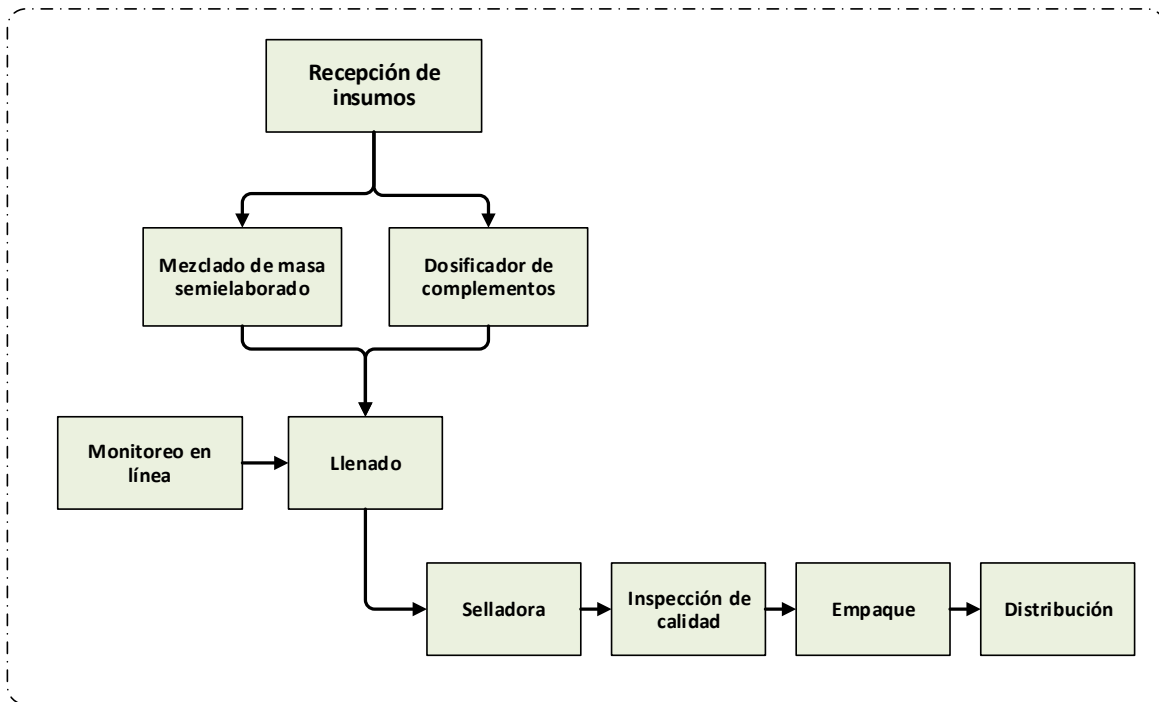 Recepción de
insumos
Mezclado de masa
semielaborado
Dosificador de
complementos
Monitoreo en
línea
Llenado
Selladora
Inspección de
calidad
Empaque
Distribución